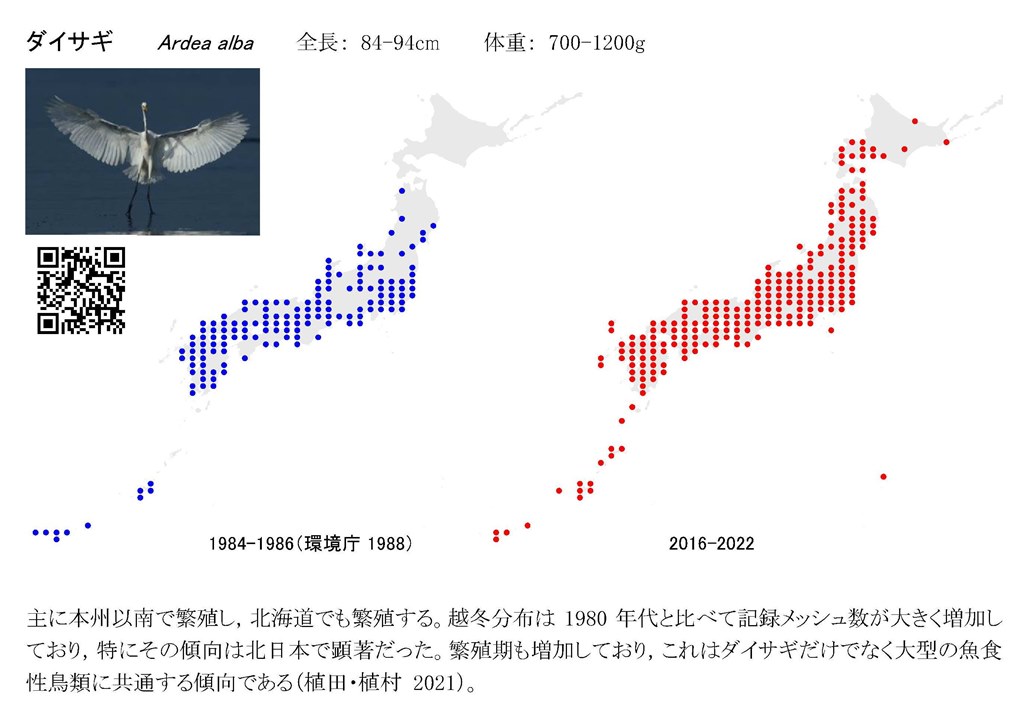 ダイサギ Ardea alba 全長： 84-94cm 体重： 700-1200g
1984-1986（環境庁 1988） 2016-2022
主に本州以南で繁殖し，北海道でも繁殖する。越冬分布は 1980 年代と比べて記録メッシュ数が大きく増加し
ており，特にその傾向は北日本で顕著だった。繁殖期も増加しており，これはダイサギだけでなく大型の魚食
性鳥類に共通する傾向である（植田・植村 2021）。